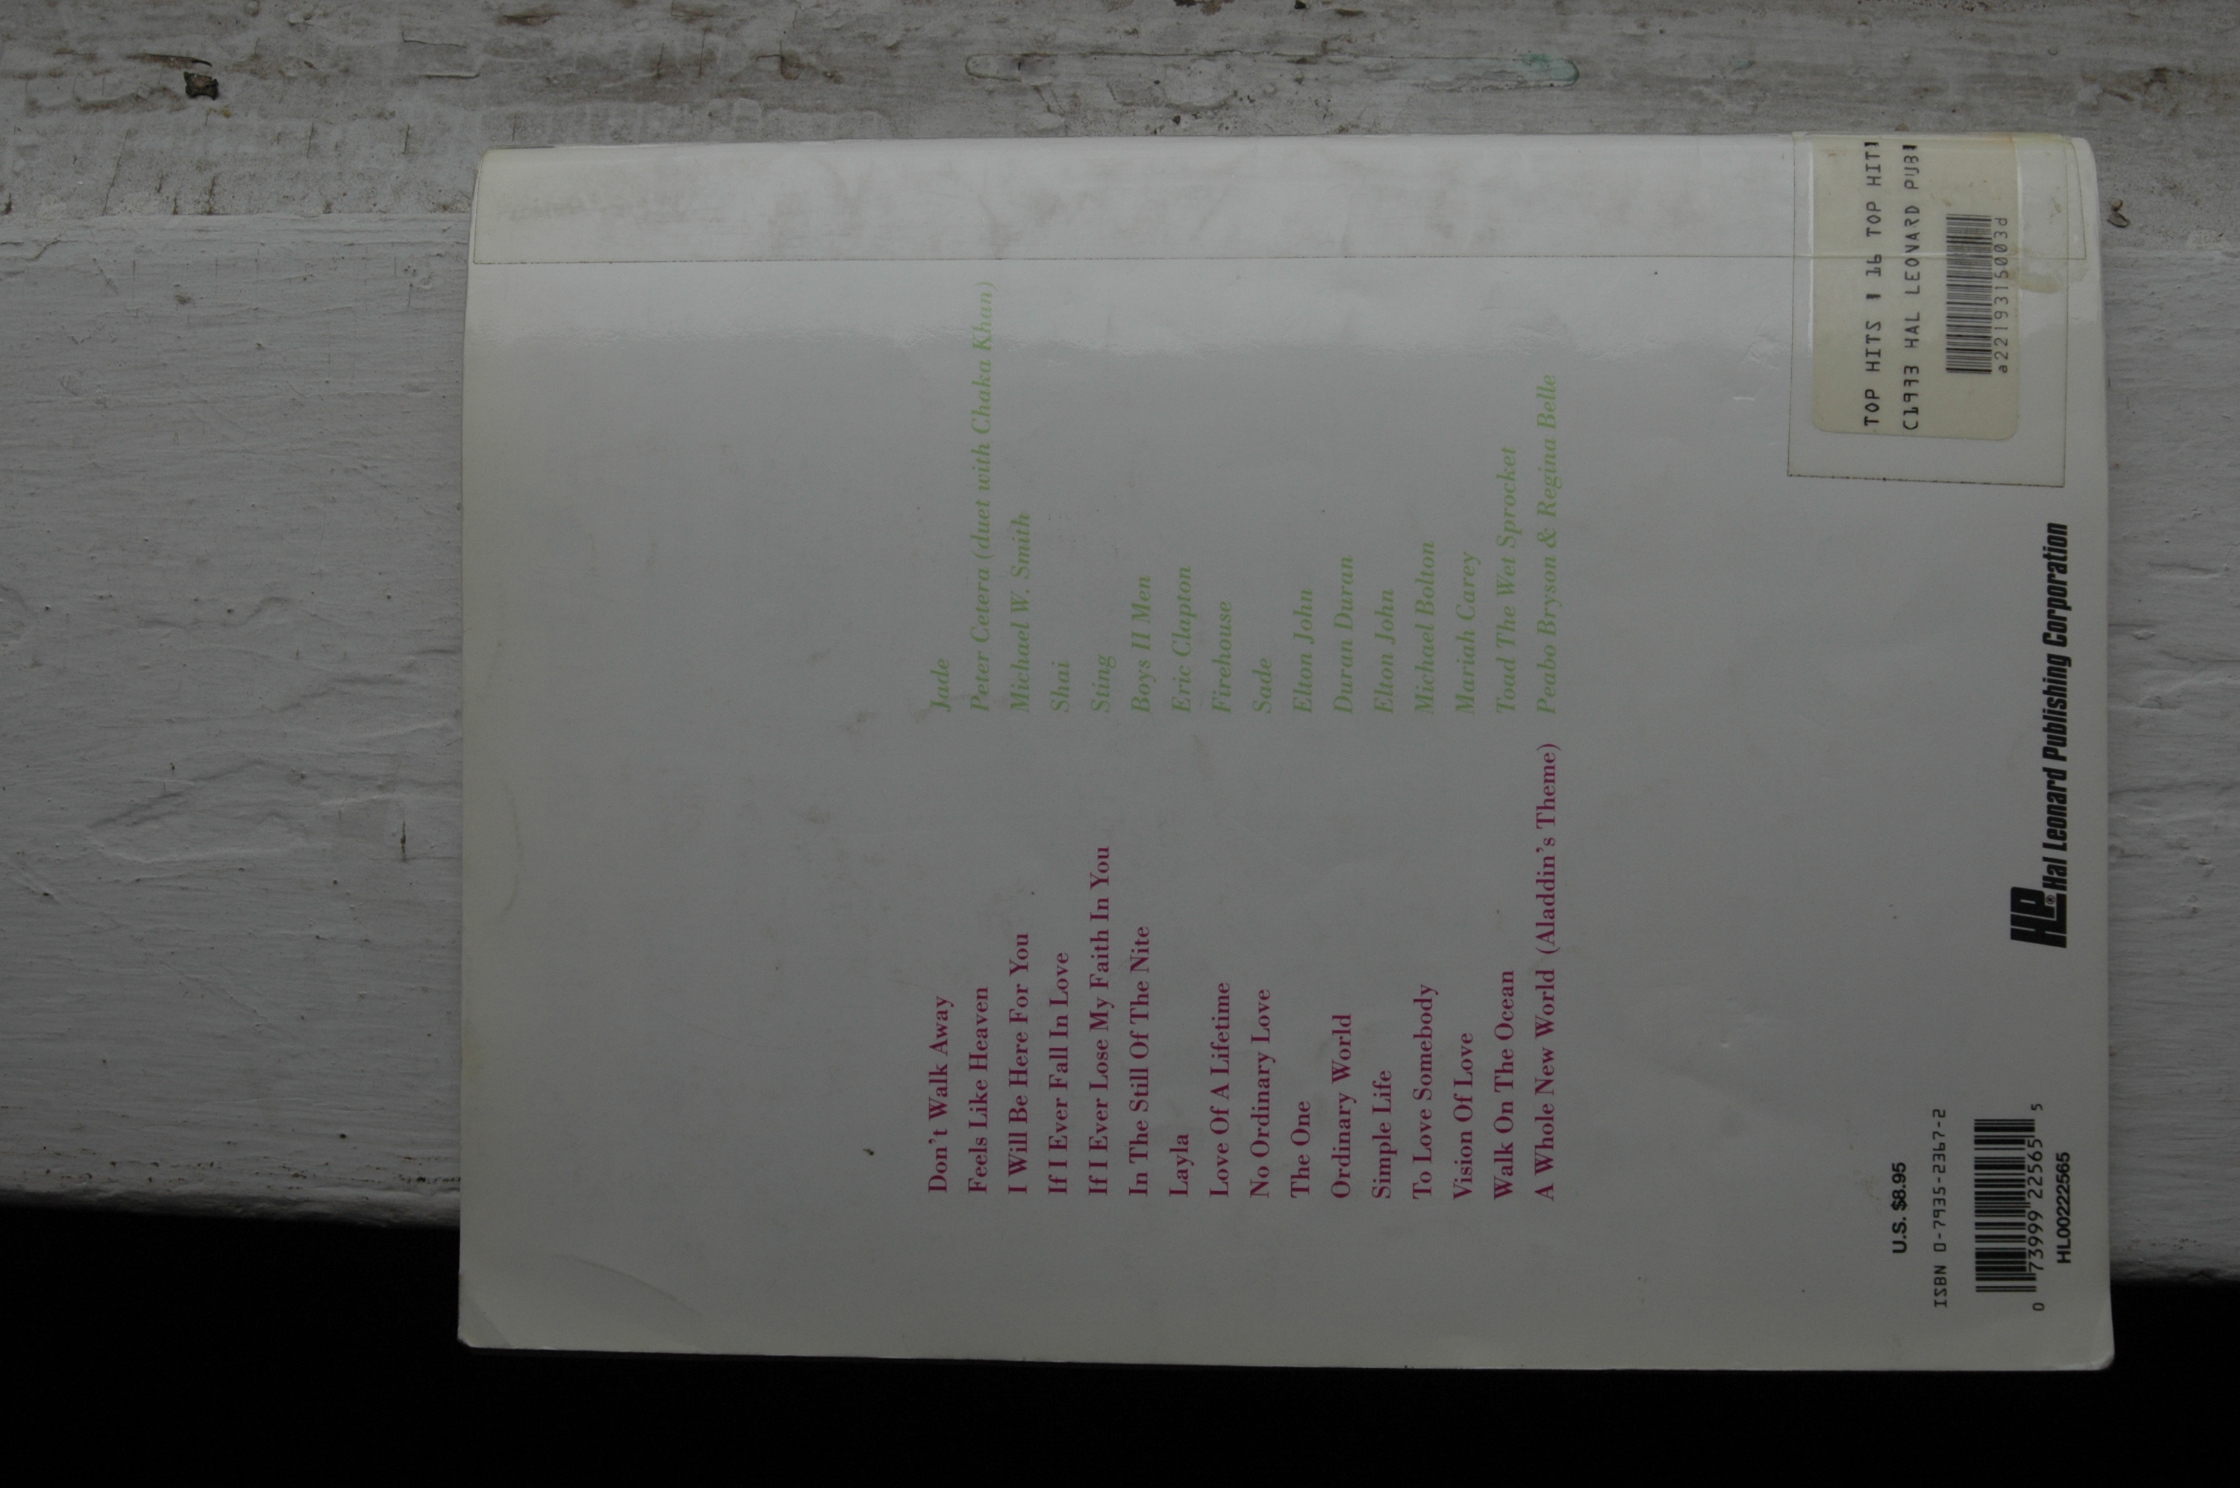 Don't Walk Away Jade
Feels Like Heaven Peter Cetera (duet with Chaka Khan)
I Will Be Here For You Michael W. Smith
If I Ever Fall In Love Shai
If I Ever Lose My Faith In You Sting
In The Still Of The Nite Boys II Men
Layla Eric Clapton
Love Of A Lifetime Firehouse
No Ordinary Love Sade
The One Elton John
Ordinary World Duran Duran
Simple Life Elton John
To Love Somebody Michael Bolton
Vision Of Love Mariah Carey
Walk On The Ocean Toad The Wet Sprocket
A Whole New World (Aladdin's Theme) Peabo Bryson & Regina Belle
TOP HITS : 16 TOP HIT
C1993 HAL LEONARD PUB
a22193150003d
U.S. $8.95
ISBN 0-7935-2367-2
0 73999 22565 5
HL00222565
HLP® Hal Leonard Publishing Corporation